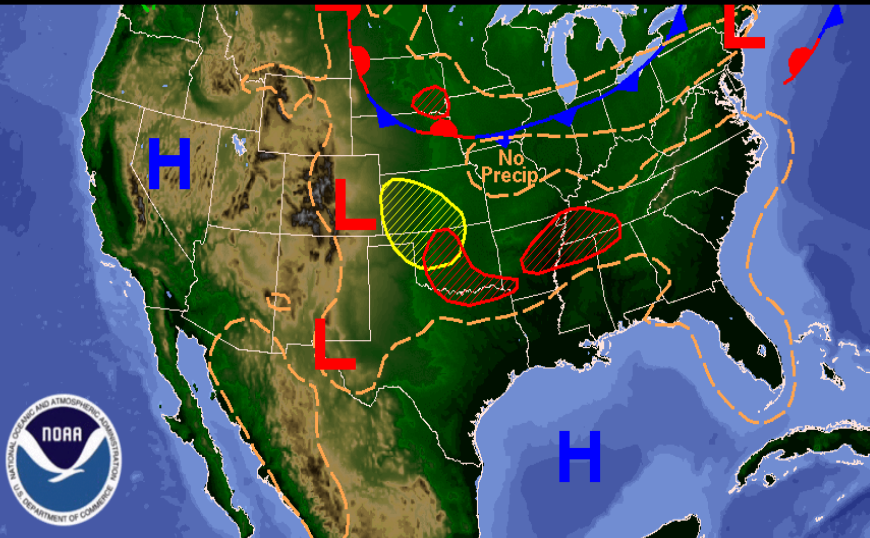 L
H
No
Precip
L
L
H
NOAA
NATIONAL OCEANIC AND ATMOSPHERIC ADMINISTRATION
U.S. DEPARTMENT OF COMMERCE